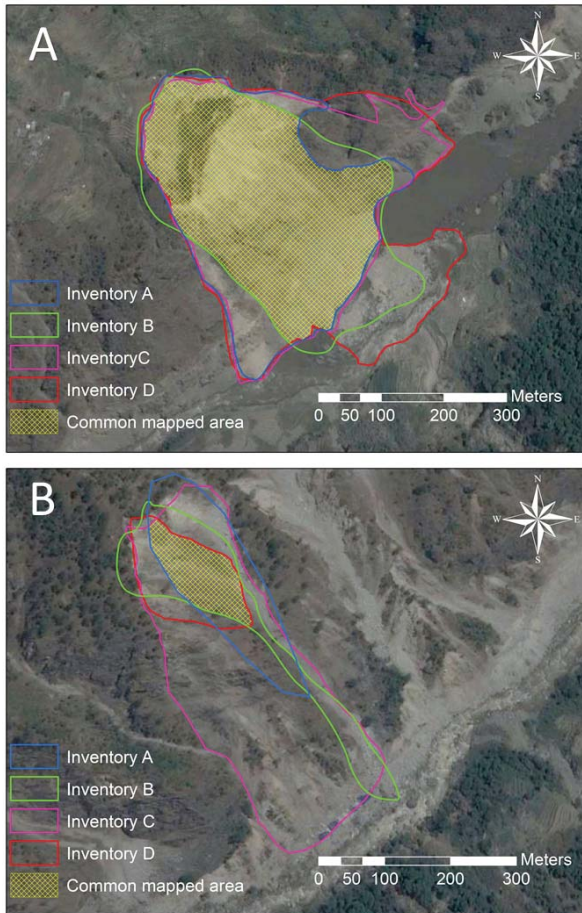 A
N
W E
S
Inventory A
Inventory B
InventoryC
Inventory D
Common mapped area
Meters
0 50 100 200 300
B
N
W E
S
Inventory A
Inventory B
Inventory C
Inventory D
Common mapped area
Meters
0 50 100 200 300